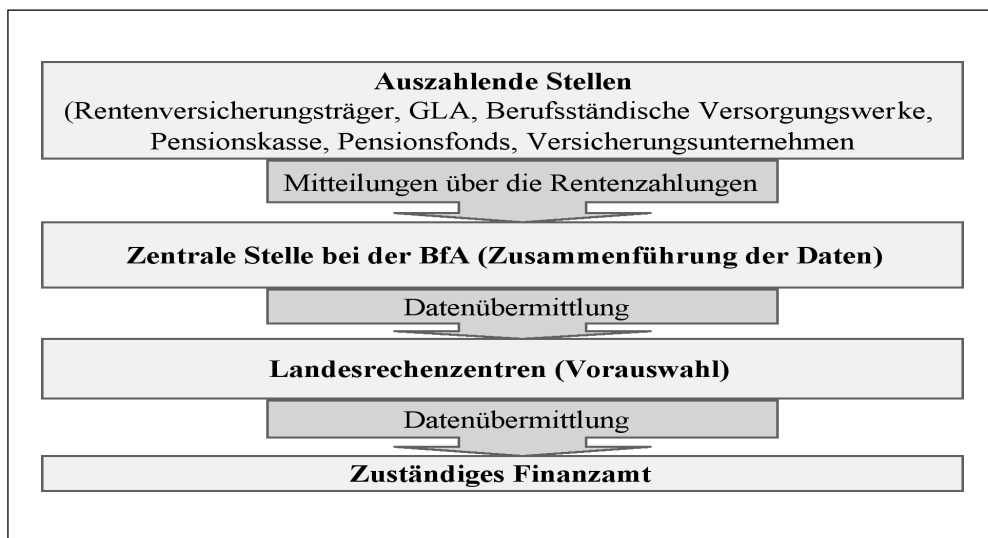 Auszahlende Stellen
(Rentenversicherungsträger, GLA, Berufsständische Versorgungswerke,
Pensionskasse, Pensionsfonds, Versicherungsunternehmen
Mitteilungen über die Rentenzahlungen
Zentrale Stelle bei der BfA (Zusammenführung der Daten)
Datenübermittlung
Landesrechenzentren (Vorauswahl)
Datenübermittlung
Zuständiges Finanzamt